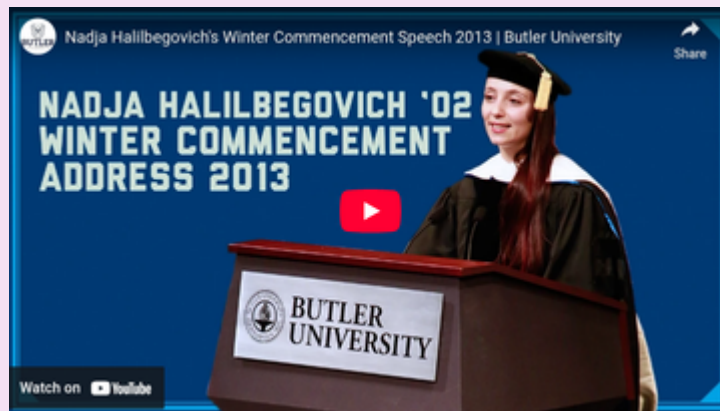 BUTLER
Nadja Halilbegovich's Winter Commencement Speech 2013 | Butler University
Share
NADJA HALILBEGOVICH '02
WINTER COMMENCEMENT
ADDRESS 2013
BUTLER
UNIVERSITY
Watch on YouTube